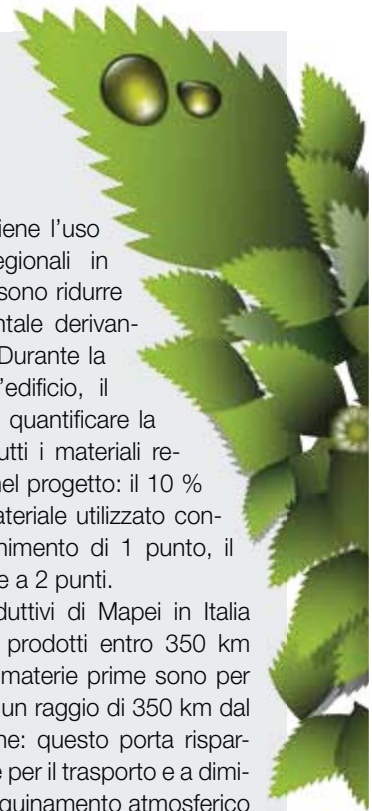 iene l’uso
egionali in
sono ridurre
ntale derivan-
Durante la
’edificio, il
quantificare la
utti i materiali re-
nel progetto: il 10 %
ateriale utilizzato con-
nimento di 1 punto, il
e a 2 punti.
duttivi di Mapei in Italia
prodotti entro 350 km
materie prime sono per
un raggio di 350 km dal
ne: questo porta rispar-
e per il trasporto e a dimi-
quinamento atmosferico